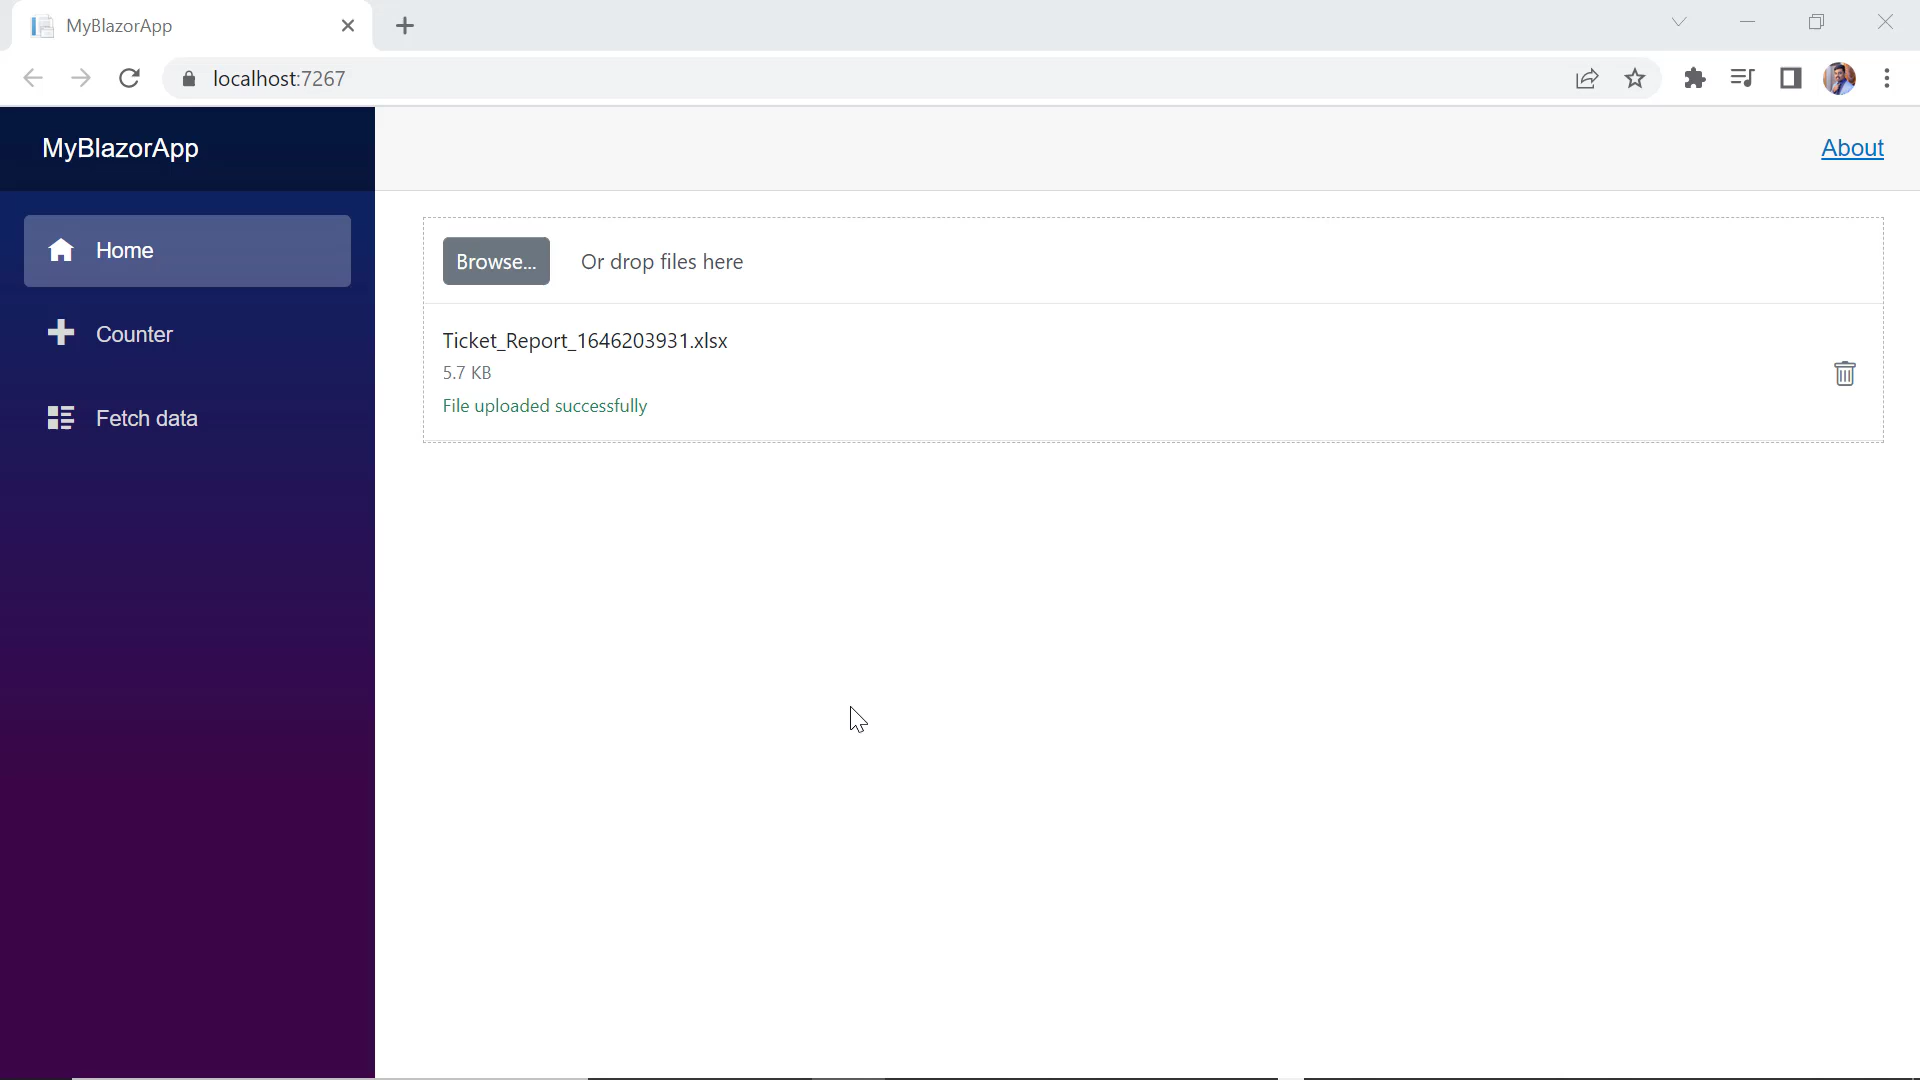 MyBlazorApp
localhost:7267
MyBlazorApp
About
Home
Counter
Fetch data
Browse... Or drop files here
Ticket_Report_1646203931.xlsx
5.7 KB
File uploaded successfully